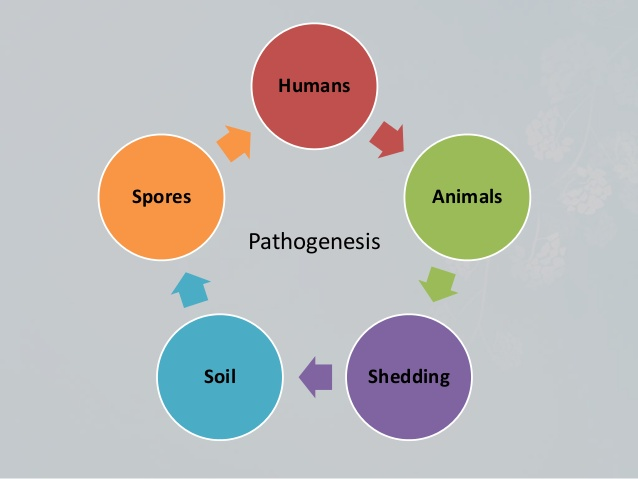 Humans
Spores
Animals
Pathogenesis
Soil
Shedding